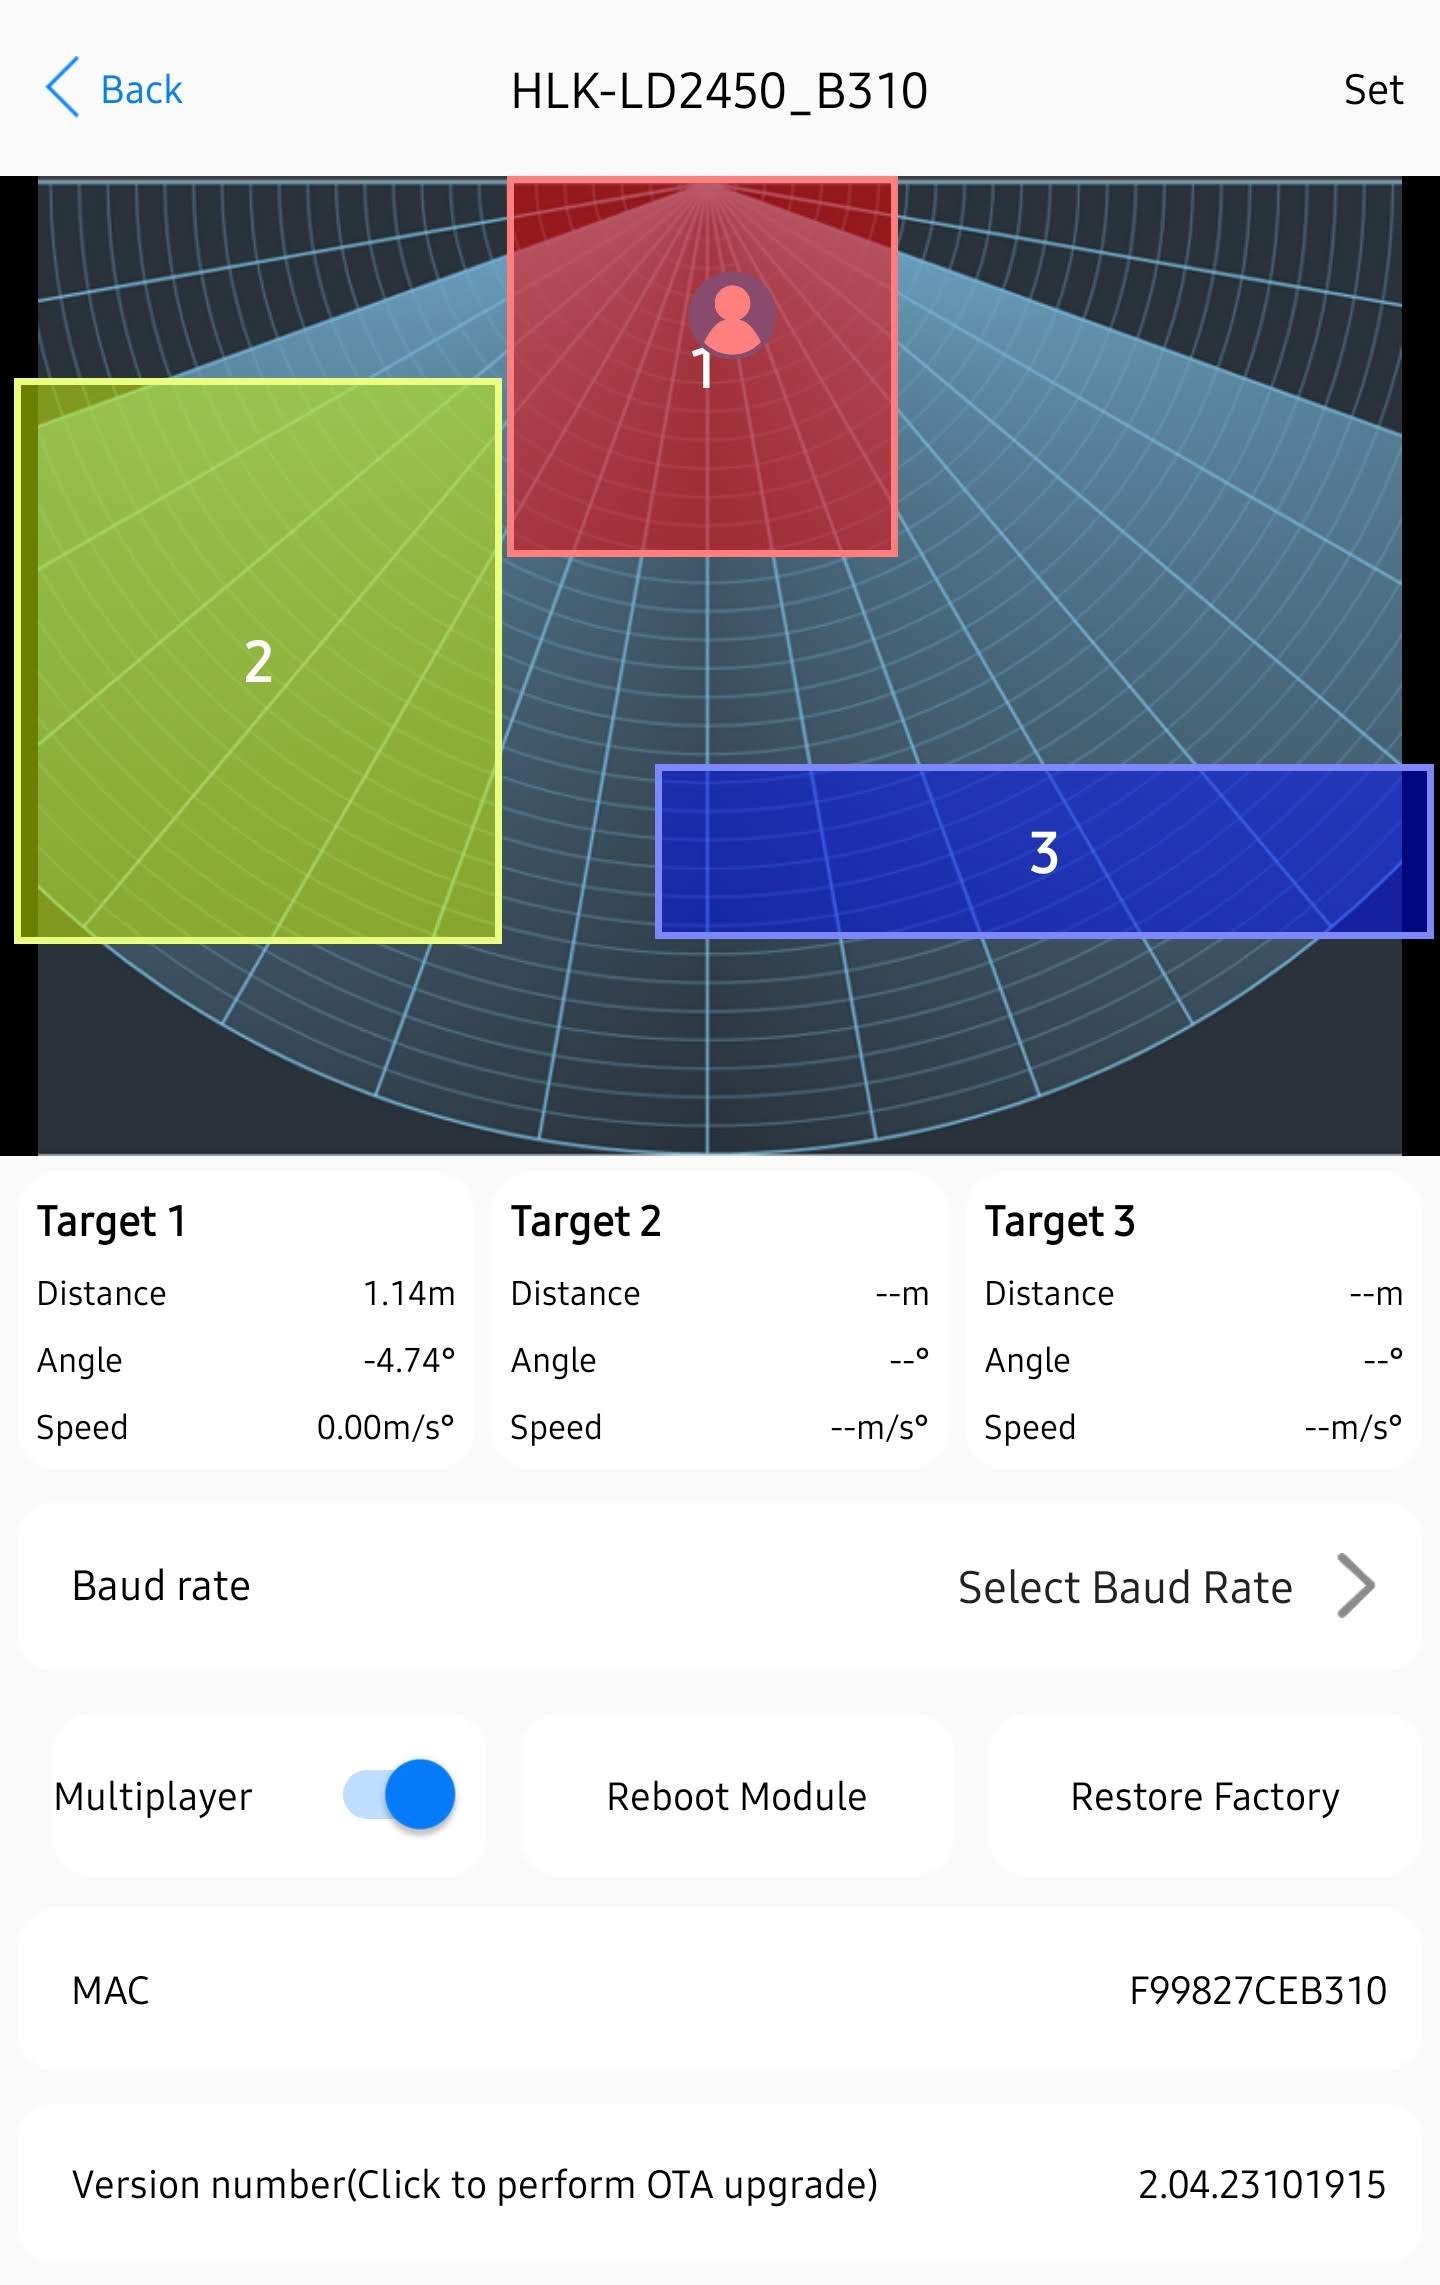 Back
HLK-LD2450_B310
Set
1
2
3
Target 1
Distance 1.14m
Angle -4.74°
Speed 0.00m/s°
Target 2
Distance --m
Angle --°
Speed --m/s°
Target 3
Distance --m
Angle --°
Speed --m/s°
Baud rate Select Baud Rate
Multiplayer
Reboot Module
Restore Factory
MAC F99827CEB310
Version number(Click to perform OTA upgrade) 2.04.23101915